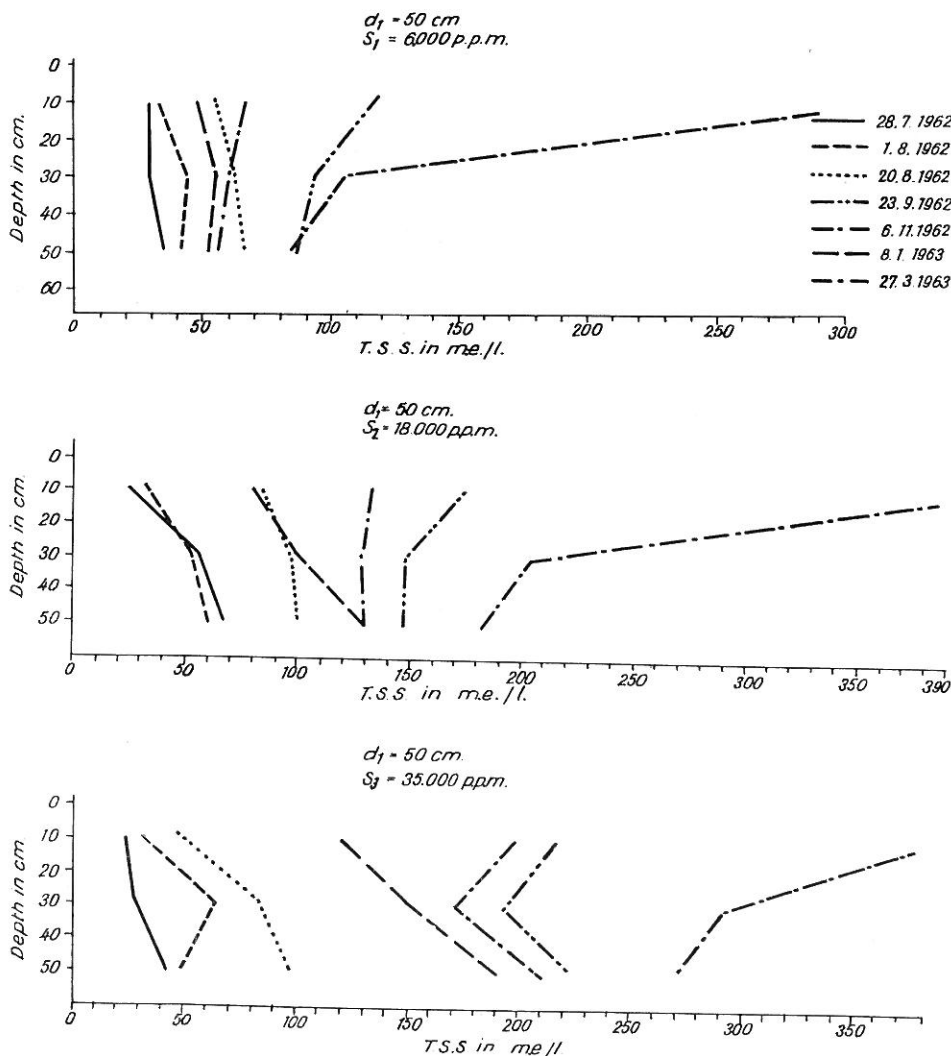 d1 = 50 cm
S1 = 6,000 p.p.m.
0
10
20
30
40
50
60
Depth in cm.
0 50 100 150 200 250 300
T.S.S. in m.e./l.
28.7.1962
1.8.1962
20.8.1962
23.9.1962
6.11.1962
8.1.1963
27.3.1963
d1= 50 cm.
S2= 18.000 p.p.m.
0
10
20
30
40
50
Depth in cm.
0 50 100 150 200 250 300 350 390
T.S.S. in m.e./l.
d1= 50 cm.
S3 = 35.000 p.p.m.
0
10
20
30
40
50
Depth in cm.
0 50 100 150 200 250 300 350
T.S.S in m.e./l.